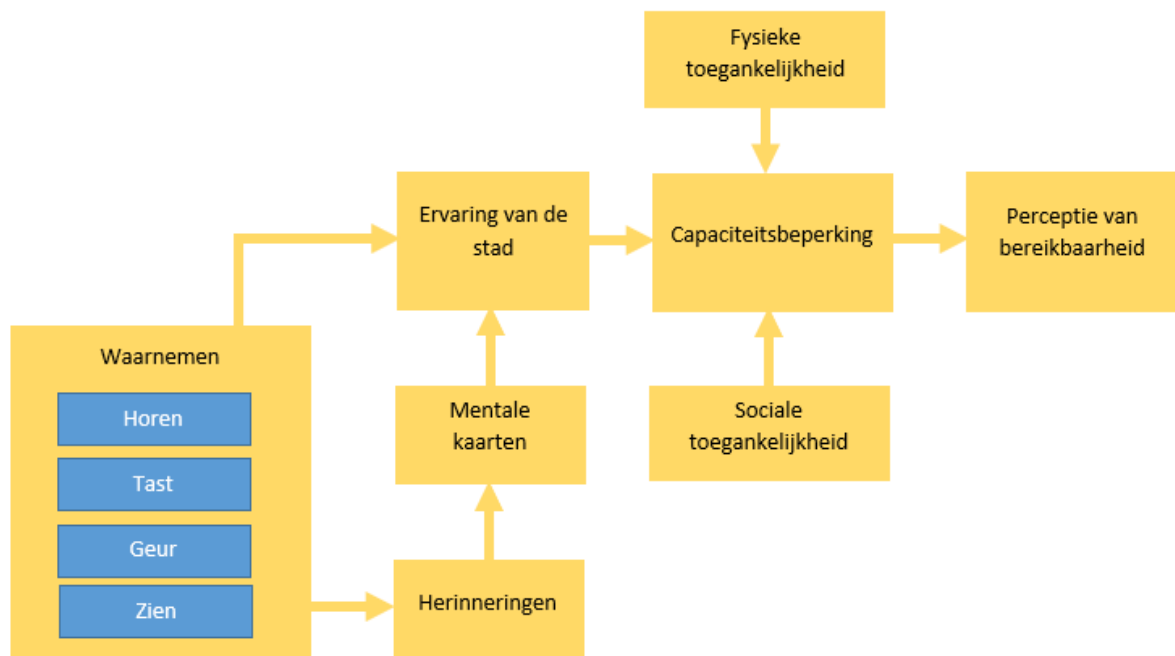 Fysieke
toegankelijkheid
Ervaring van de
stad
Capaciteitsbeperking
Perceptie van
bereikbaarheid
Waarnemen
Horen
Tast
Geur
Zien
Mentale
kaarten
Sociale
toegankelijkheid
Herinneringen